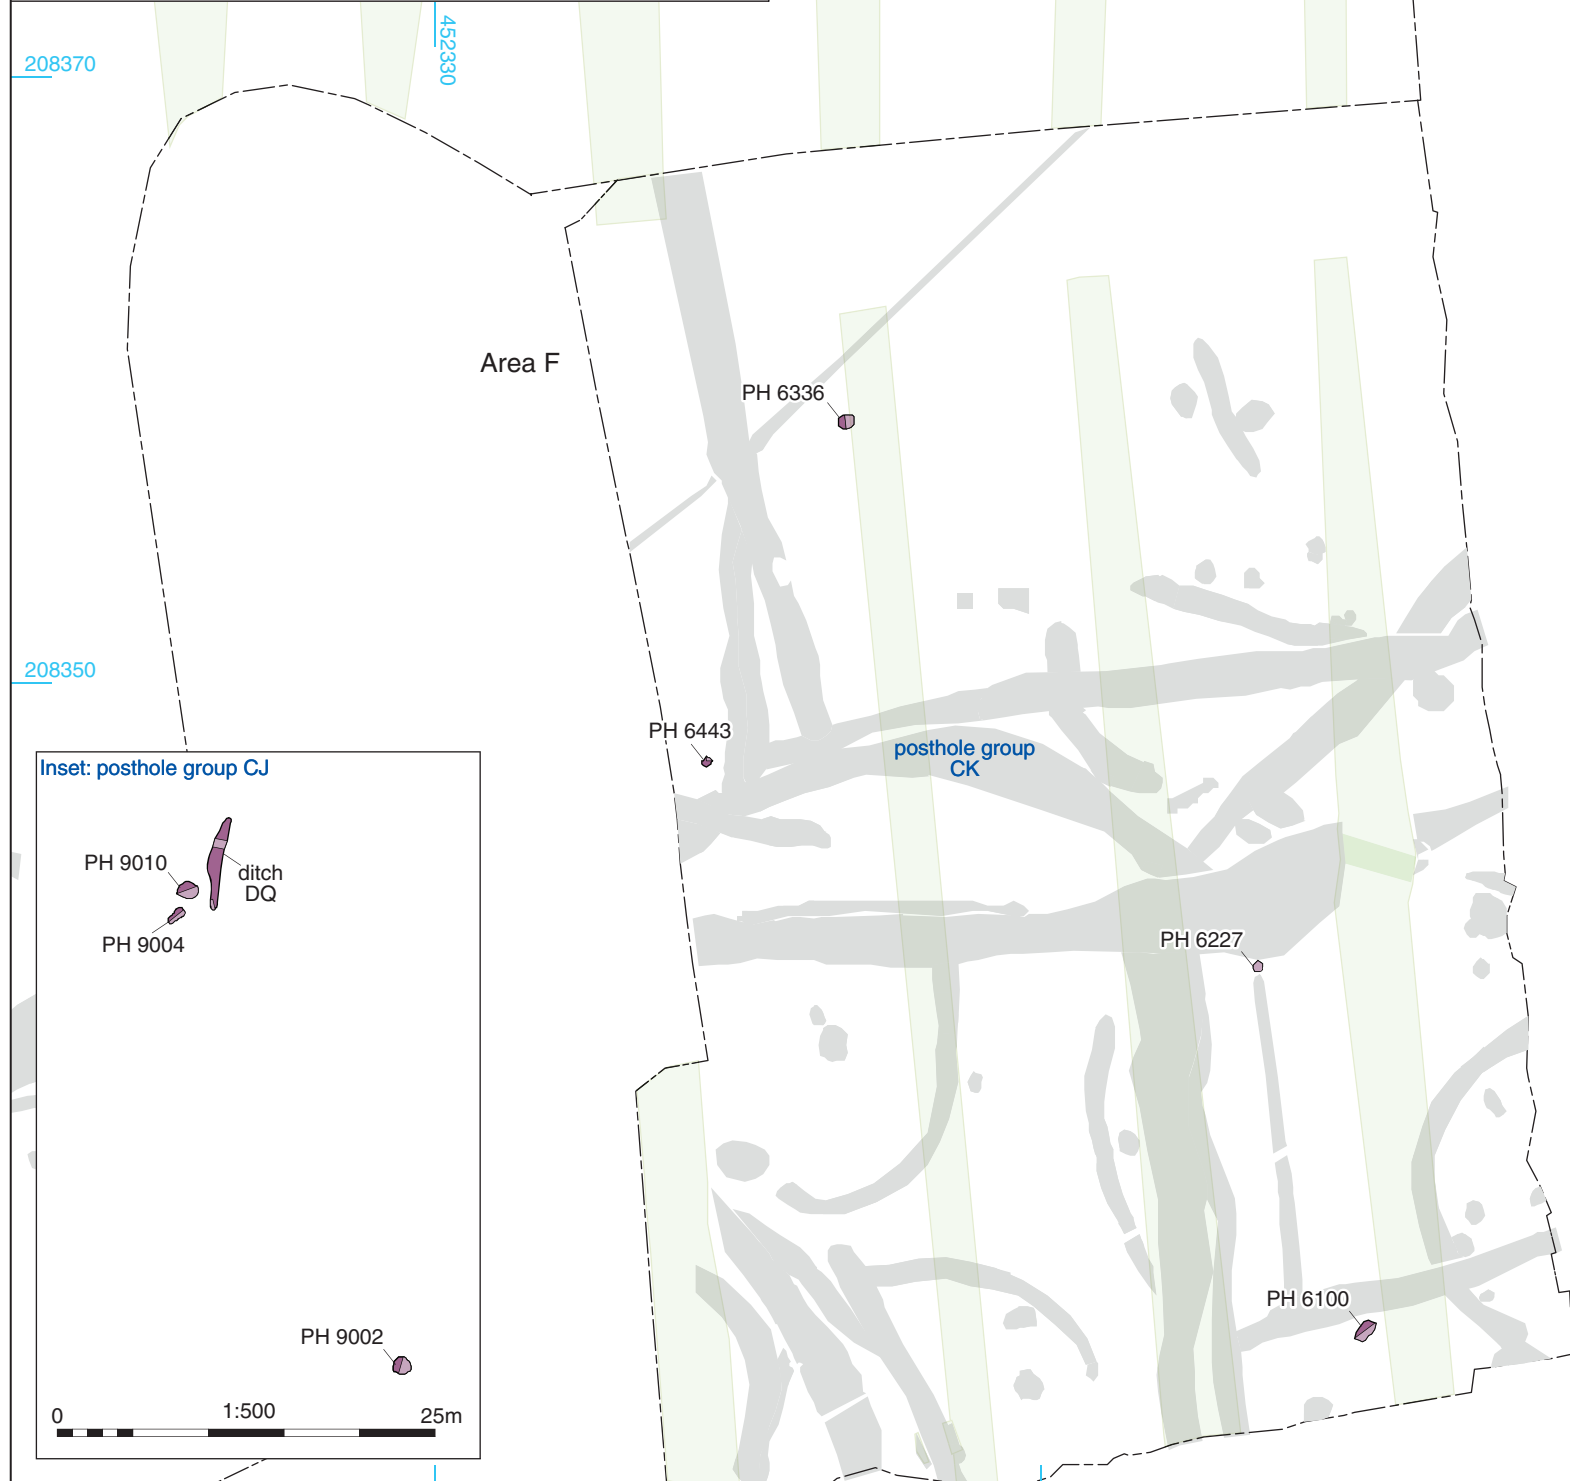 452330
208370
Area F
PH 6336
208350
PH 6443
posthole group
CK
Inset: posthole group CJ
PH 9010
ditch
DQ
PH 9004
PH 6227
PH 6100
PH 9002
0
1:500
25m